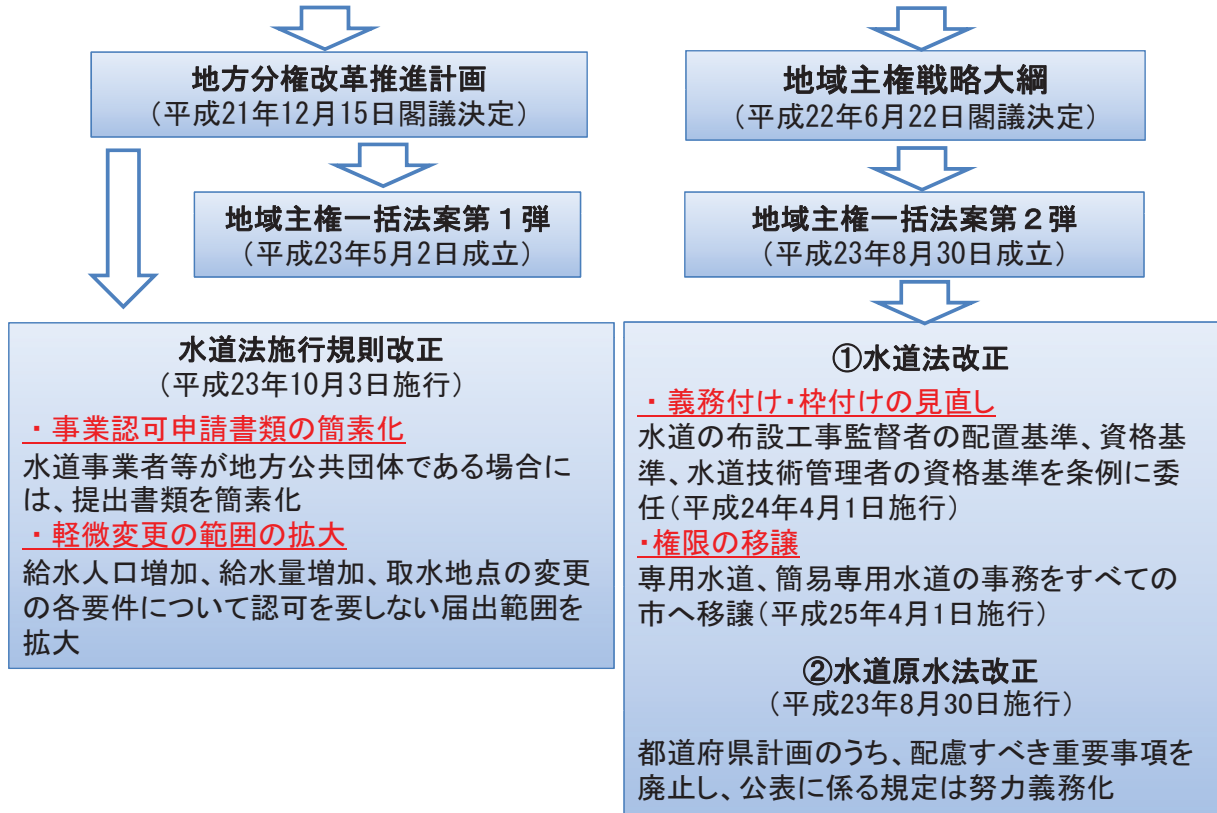 地方分権改革推進計画
（平成21年12月15日閣議決定）
地域主権一括法案第１弾
（平成23年5月2日成立）
水道法施行規則改正
（平成23年10月3日施行）
・事業認可申請書類の簡素化
水道事業者等が地方公共団体である場合に
は、提出書類を簡素化
・軽微変更の範囲の拡大
給水人口増加、給水量増加、取水地点の変更
の各要件について認可を要しない届出範囲を
拡大
地域主権戦略大綱
（平成22年6月22日閣議決定）
地域主権一括法案第２弾
（平成23年8月30日成立）
①水道法改正
・義務付け・枠付けの見直し
水道の布設工事監督者の配置基準、資格基
準、水道技術管理者の資格基準を条例に委
任（平成24年4月1日施行）
・権限の移譲
専用水道、簡易専用水道の事務をすべての
市へ移譲（平成25年4月1日施行）
②水道原水法改正
（平成23年8月30日施行）
都道府県計画のうち、配慮すべき重要事項を
廃止し、公表に係る規定は努力義務化